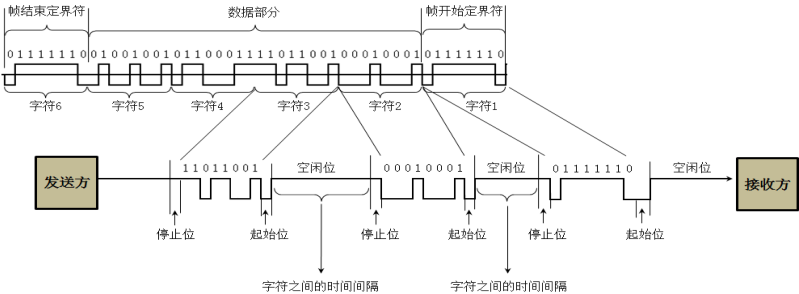 帧结束定界符 数据部分 帧开始定界符
0 1 1 1 1 1 1 0 0 1 0 0 1 0 0 1 0 1 1 0 0 0 1 1 1 1 0 1 1 0 0 1 0 0 0 1 0 0 0 1 0 1 1 1 1 1 1 0
字符6 字符5 字符4 字符3 字符2 字符1
1 1 0 1 1 0 0 1 空闲位 0 0 0 1 0 0 0 1 空闲位 0 1 1 1 1 1 1 0 空闲位
发送方 接收方
停止位 起始位 停止位 起始位 停止位 起始位
字符之间的时间间隔 字符之间的时间间隔